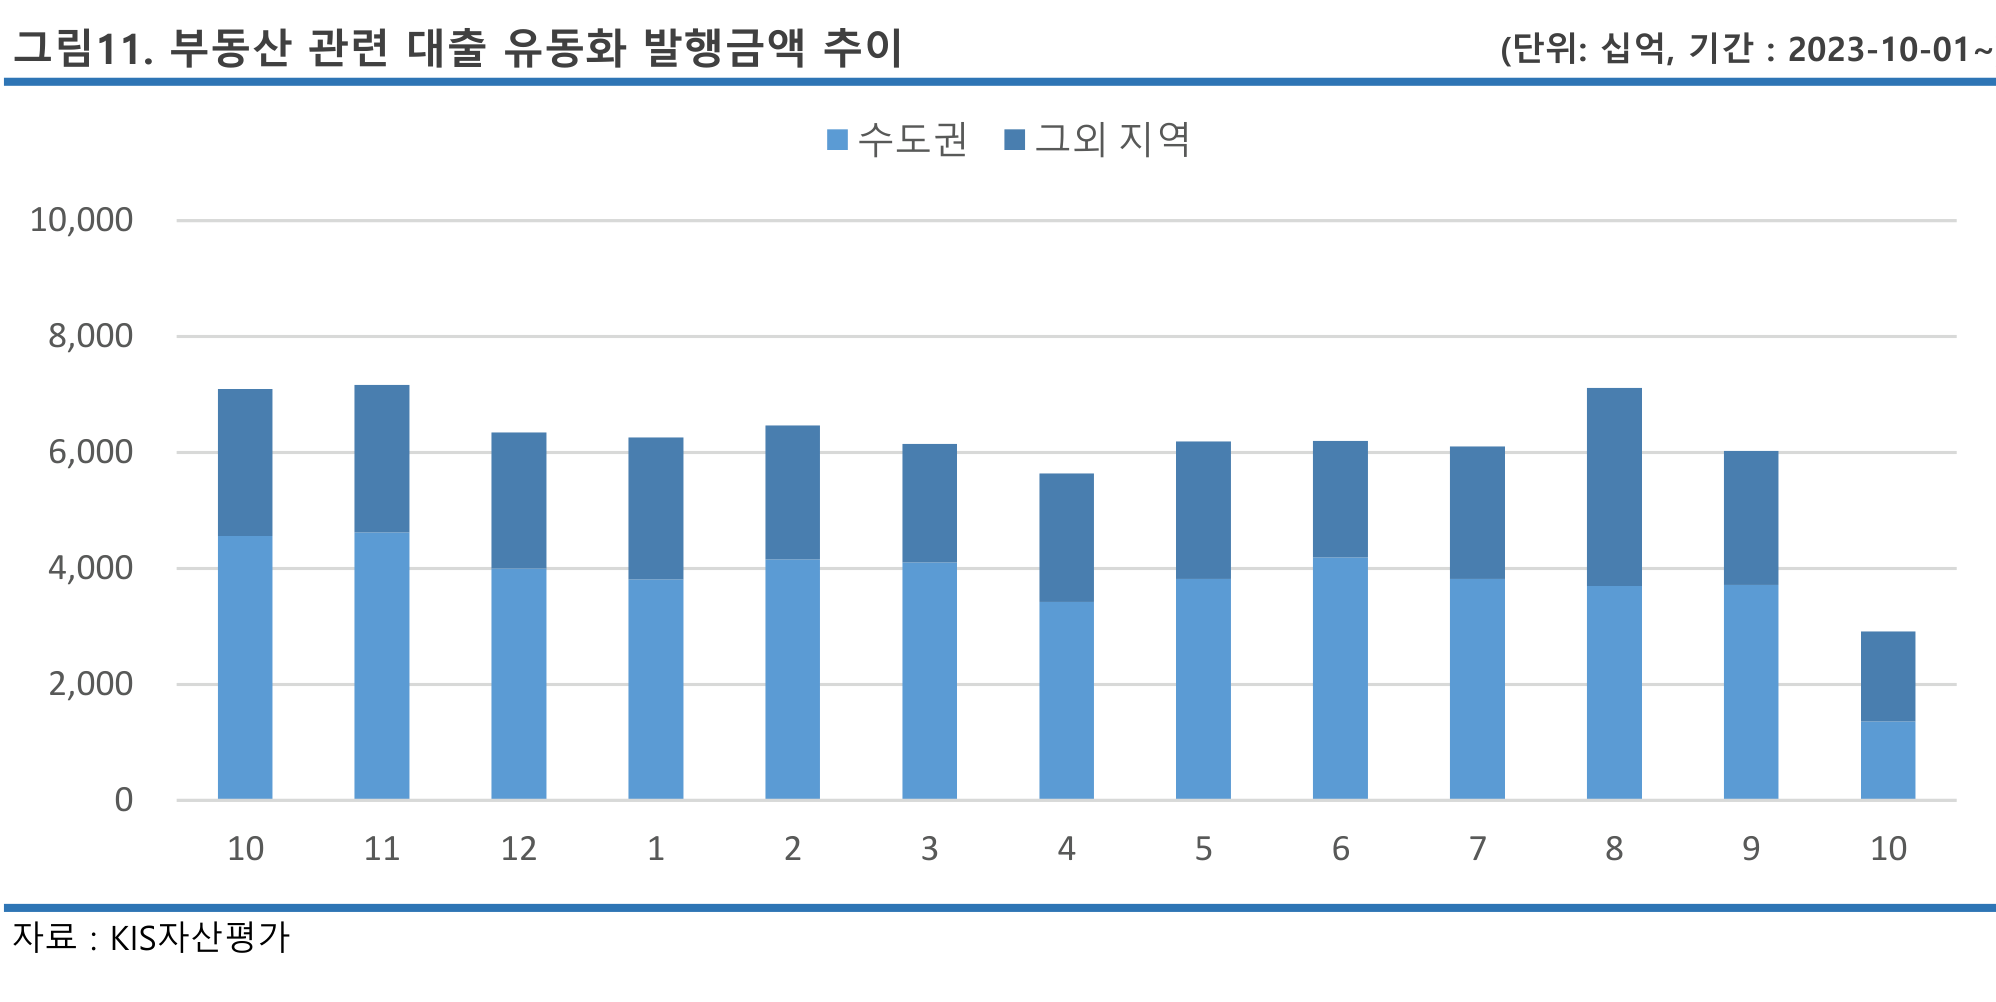 그림11. 부동산 관련 대출 유동화 발행금액 추이
(단위: 십억, 기간 : 2023-10-01~
수도권 그외 지역
10,000
8,000
6,000
4,000
2,000
0
10 11 12 1 2 3 4 5 6 7 8 9 10
자료 : KIS자산평가